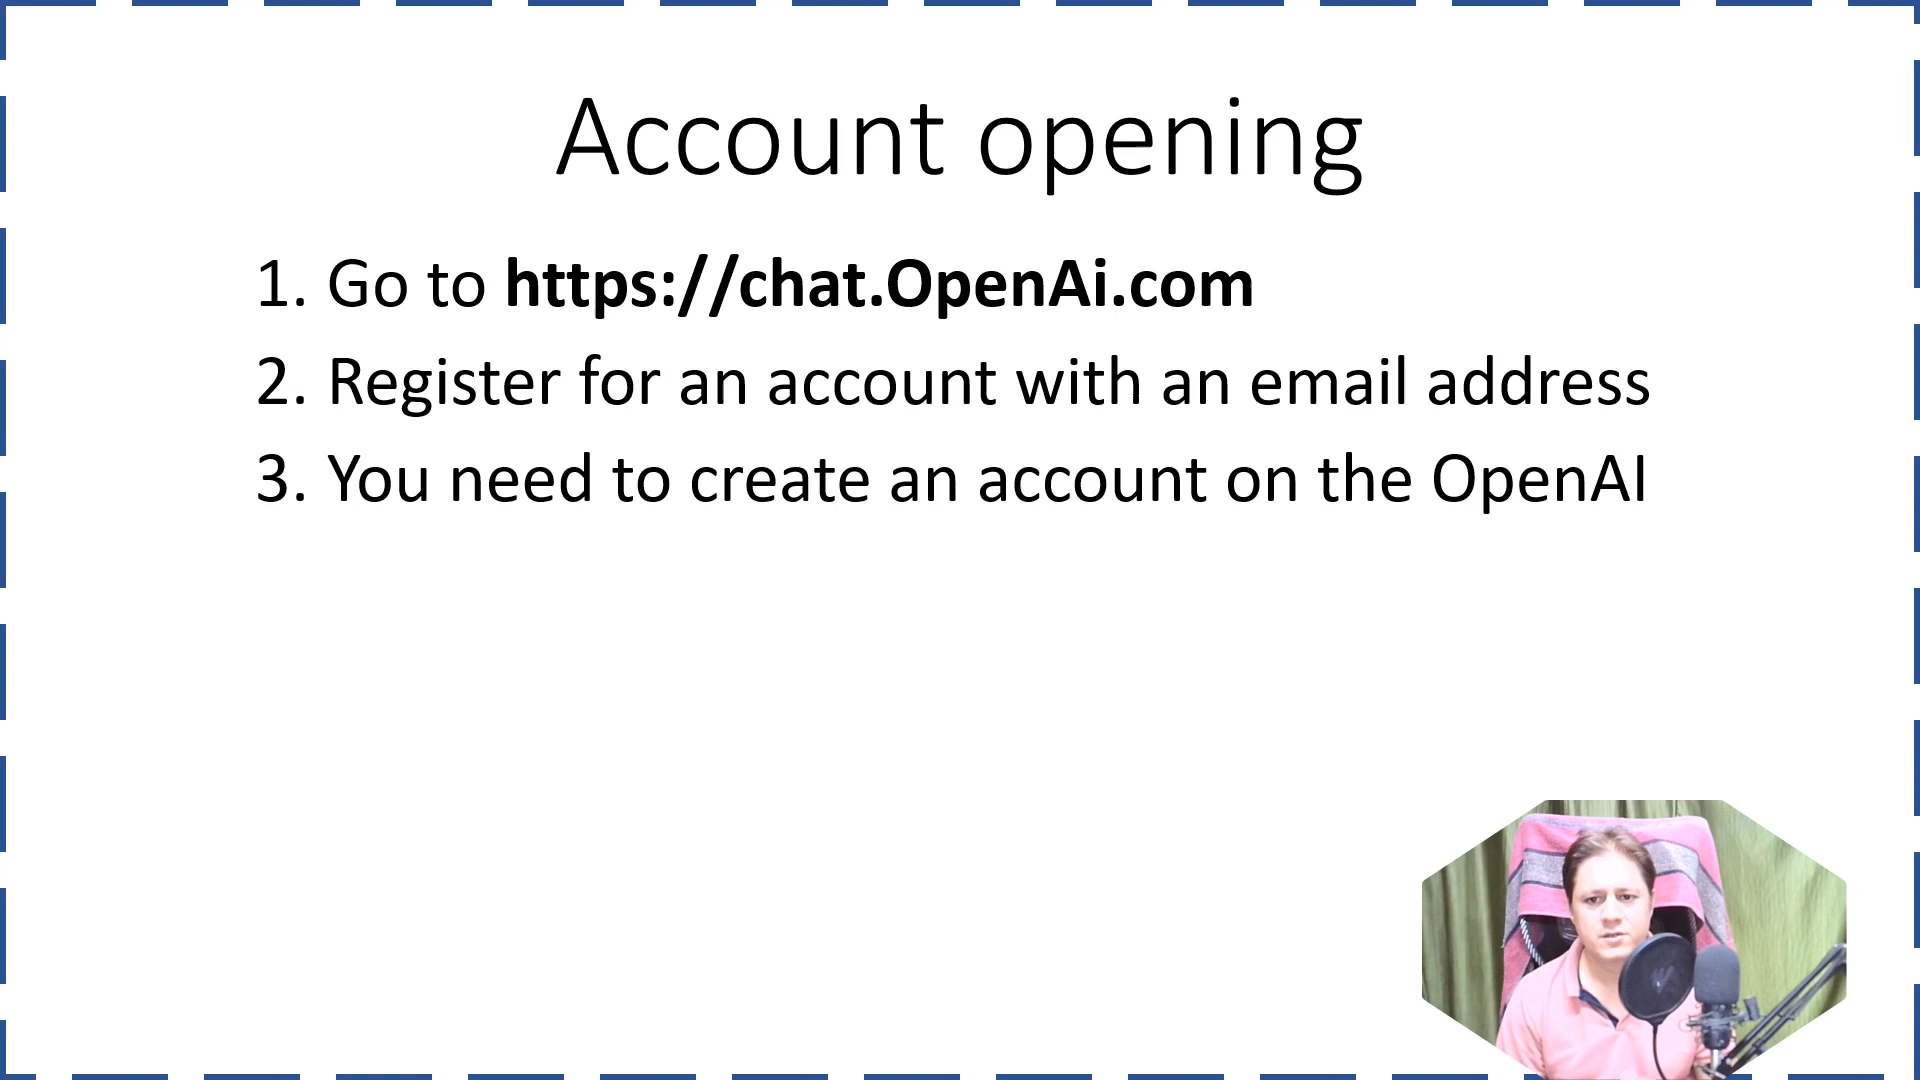 Account opening
1. Go to https://chat.OpenAi.com
2. Register for an account with an email address
3. You need to create an account on the OpenAI